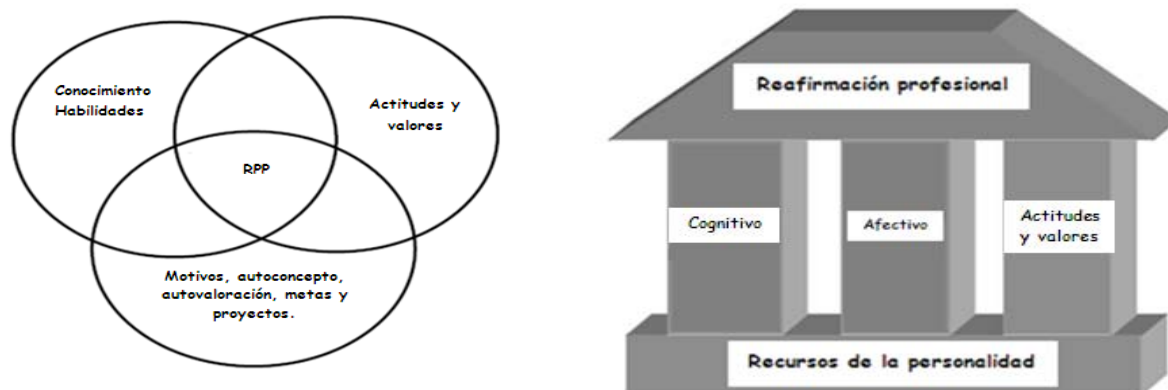 Conocimiento
Habilidades
Actitudes y
valores
RPP
Motivos, autoconcepto,
autovaloración, metas y
proyectos.
Reafirmación profesional
Cognitivo
Afectivo
Actitudes
y valores
Recursos de la personalidad